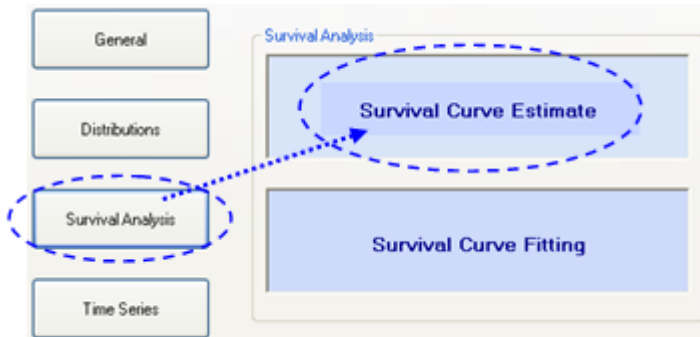 General
Distributions
Survival Analysis
Time Series
Survival Analysis
Survival Curve Estimate
Survival Curve Fitting